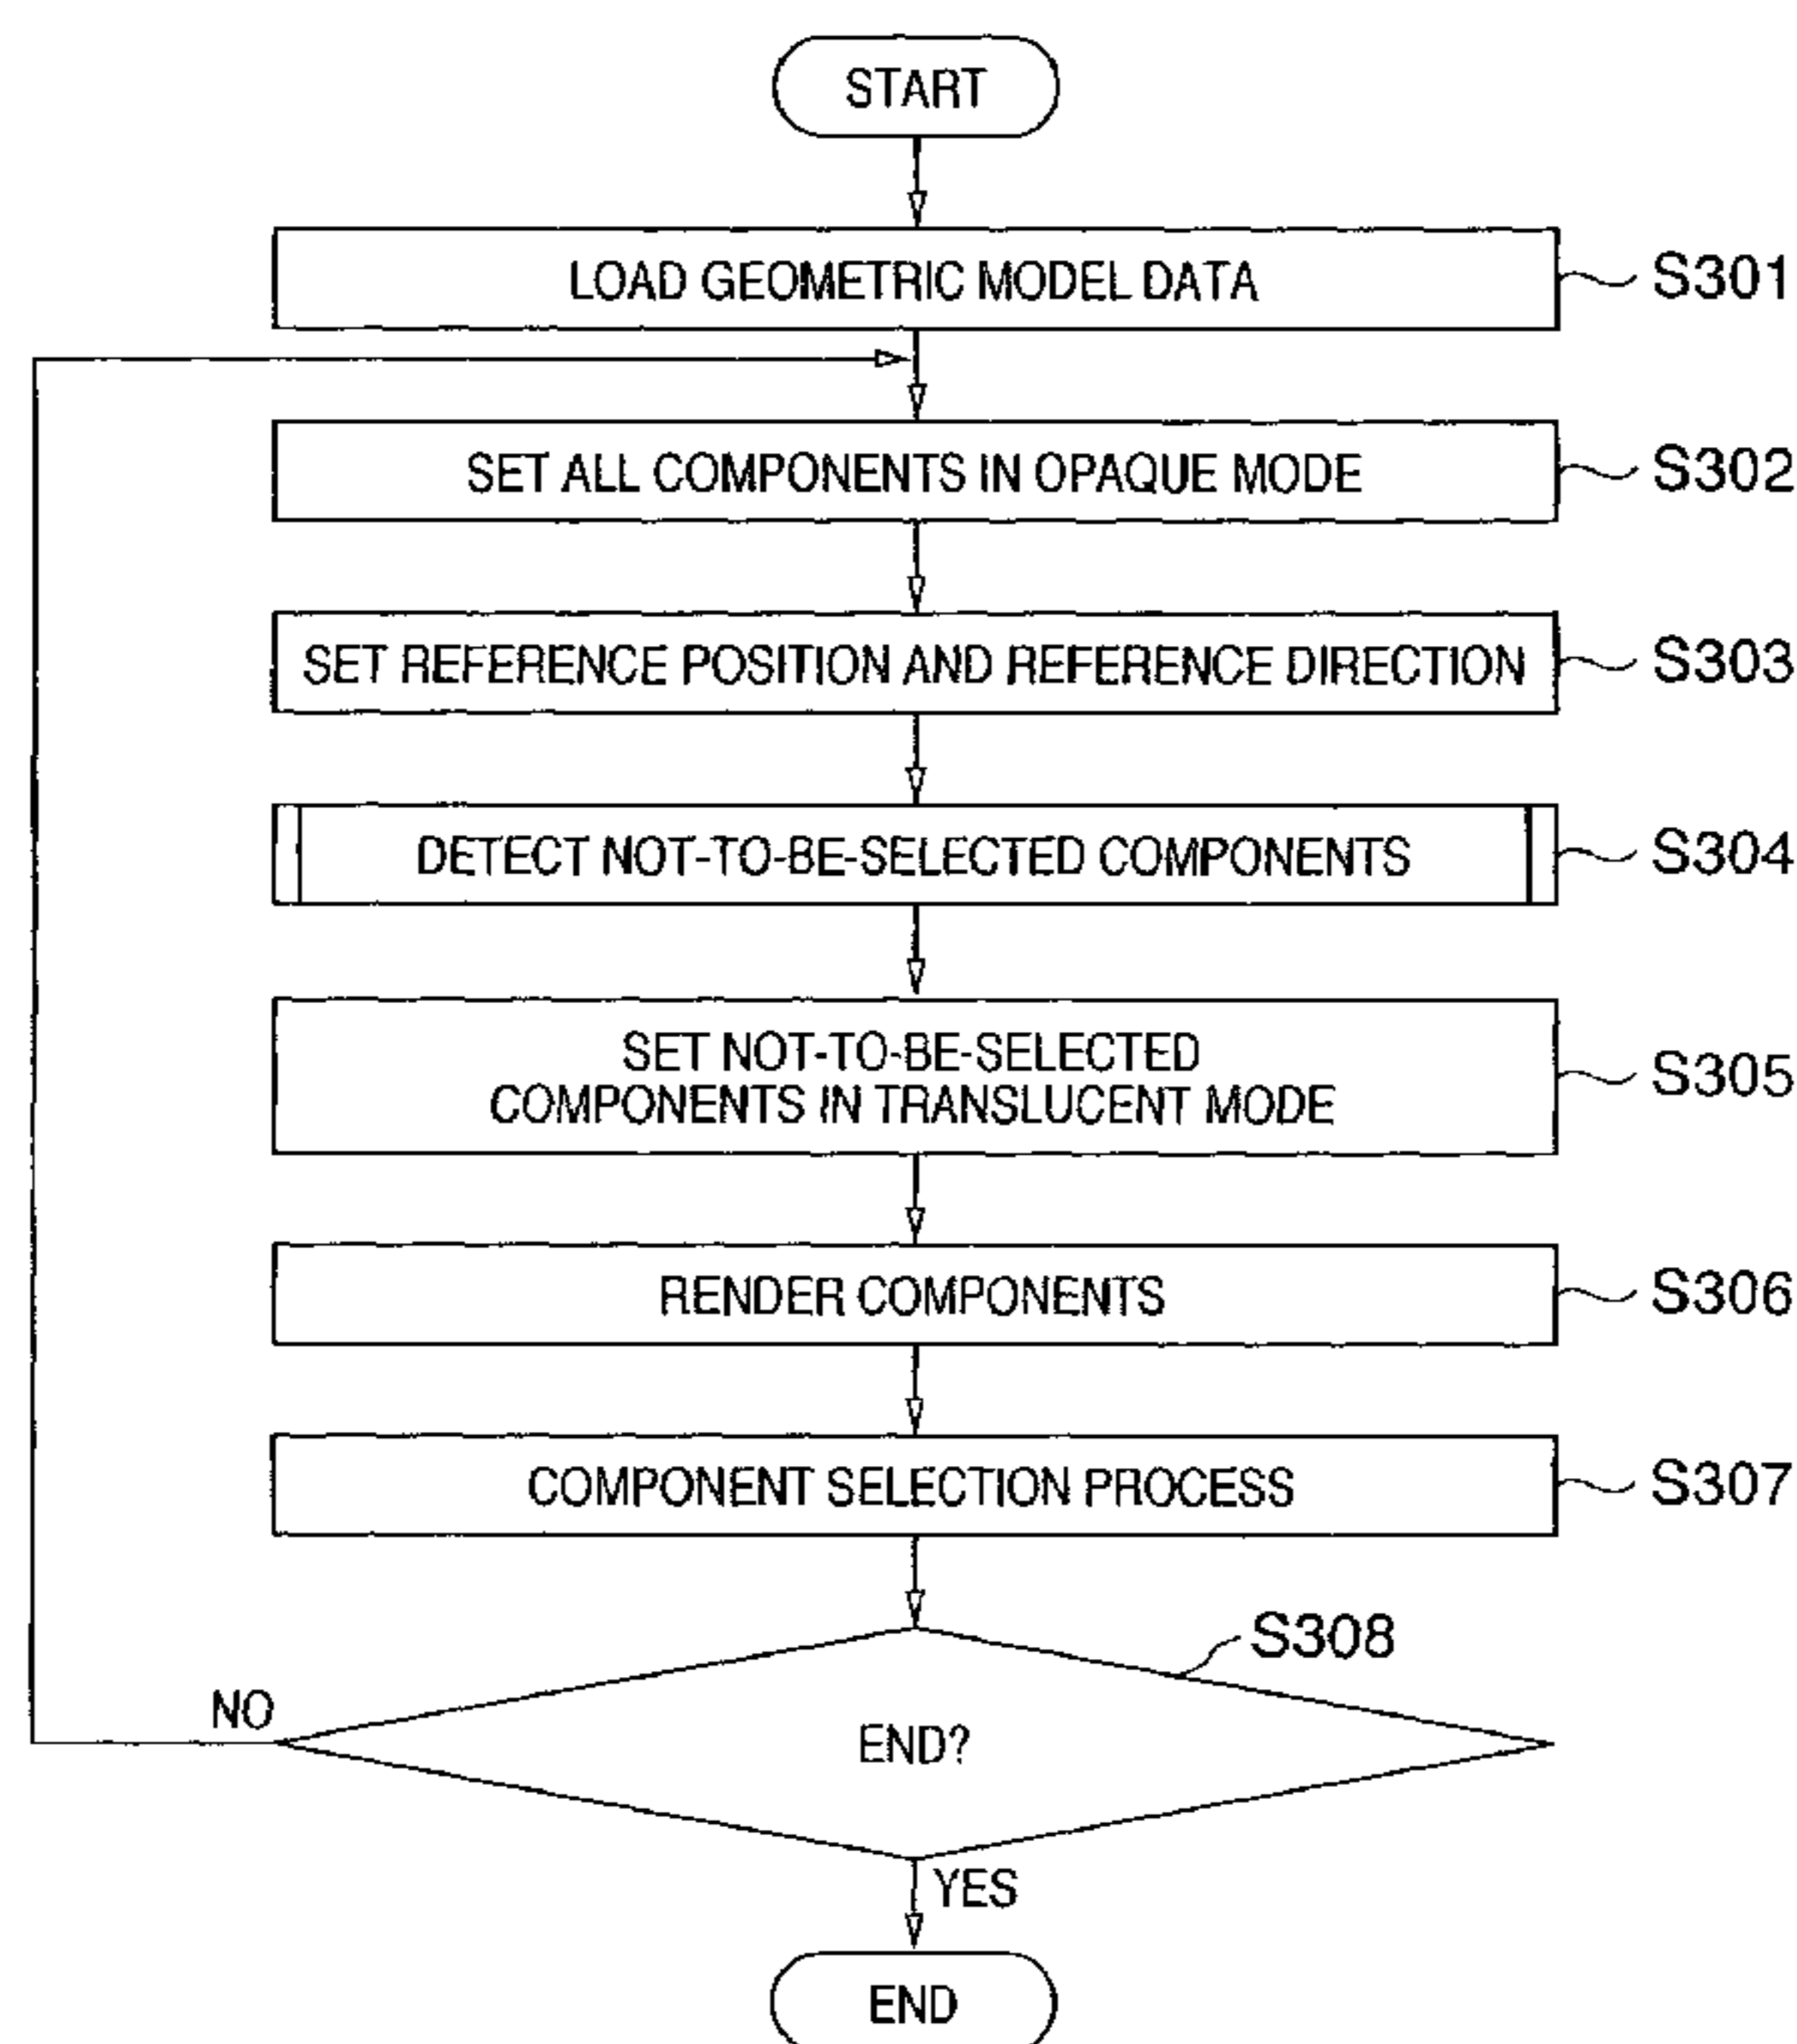 START
LOAD GEOMETRIC MODEL DATA
S301
SET ALL COMPONENTS IN OPAQUE MODE
S302
SET REFERENCE POSITION AND REFERENCE DIRECTION
S303
DETECT NOT-TO-BE-SELECTED COMPONENTS
S304
SET NOT-TO-BE-SELECTED
COMPONENTS IN TRANSLUCENT MODE
S305
RENDER COMPONENTS
S306
COMPONENT SELECTION PROCESS
S307
S308
NO
END?
YES
END